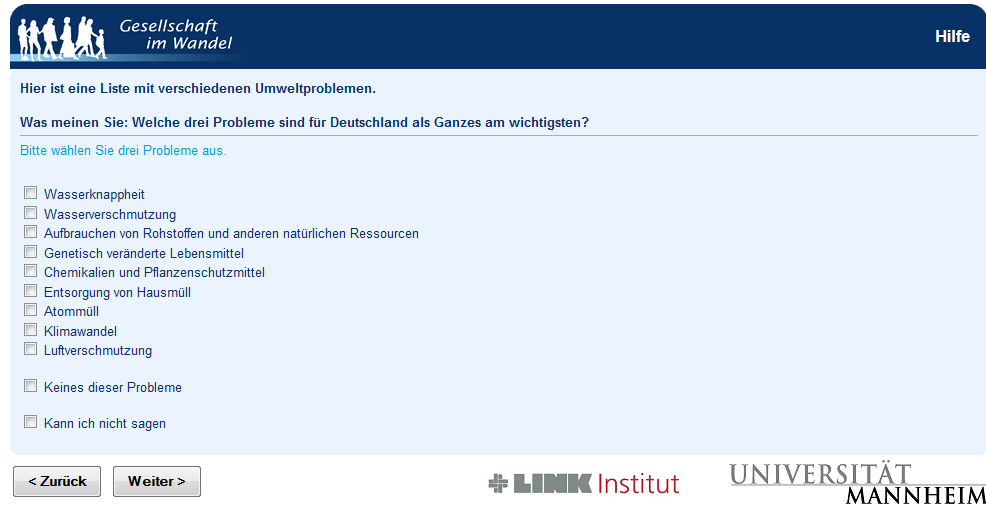 Gesellschaft
im Wandel
Hilfe
Hier ist eine Liste mit verschiedenen Umweltproblemen.
Was meinen Sie: Welche drei Probleme sind für Deutschland als Ganzes am wichtigsten?
Bitte wählen Sie drei Probleme aus.
Wasserknappheit
Wasserverschmutzung
Aufbrauchen von Rohstoffen und anderen natürlichen Ressourcen
Genetisch veränderte Lebensmittel
Chemikalien und Pflanzenschutzmittel
Entsorgung von Hausmüll
Atommüll
Klimawandel
Luftverschmutzung
Keines dieser Probleme
Kann ich nicht sagen
< Zurück
Weiter >
LINK Institut
UNIVERSITÄT
MANNHEIM